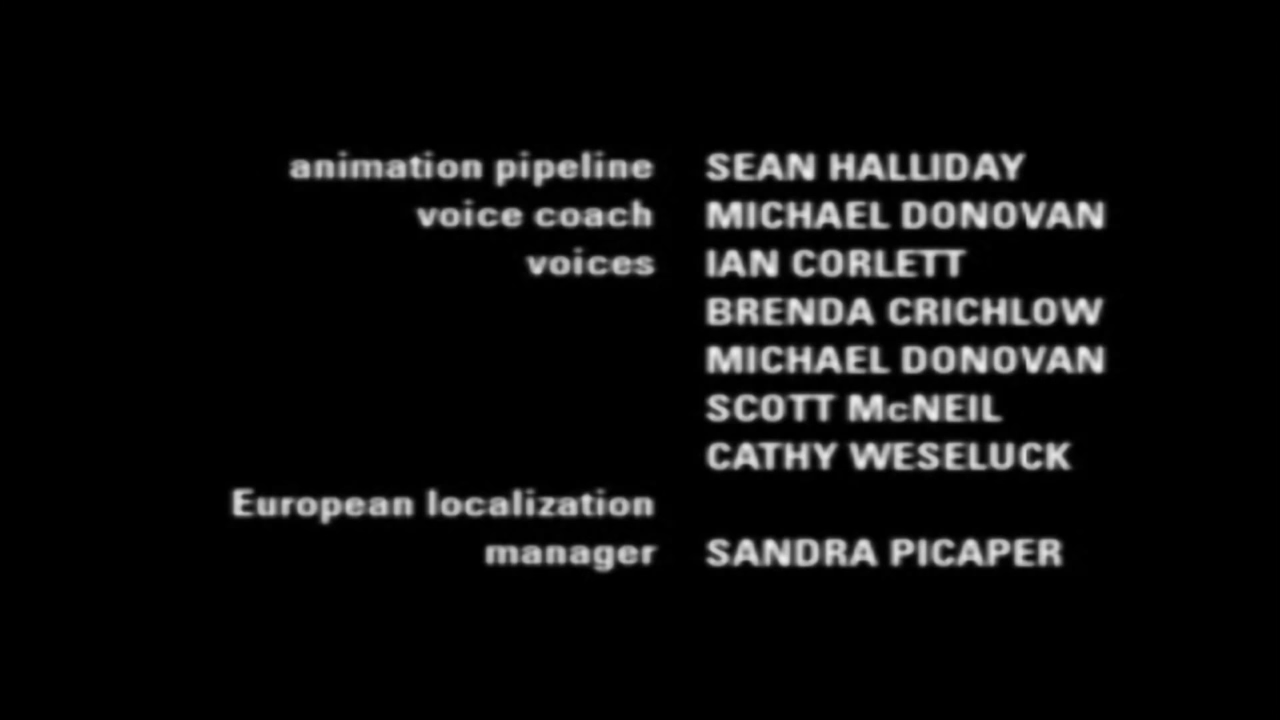 animation pipeline SEAN HALLIDAY
voice coach MICHAEL DONOVAN
voices IAN CORLETT
BRENDA CRICHLOW
MICHAEL DONOVAN
SCOTT McNEIL
CATHY WESELUCK
European localization
manager SANDRA PICAPER